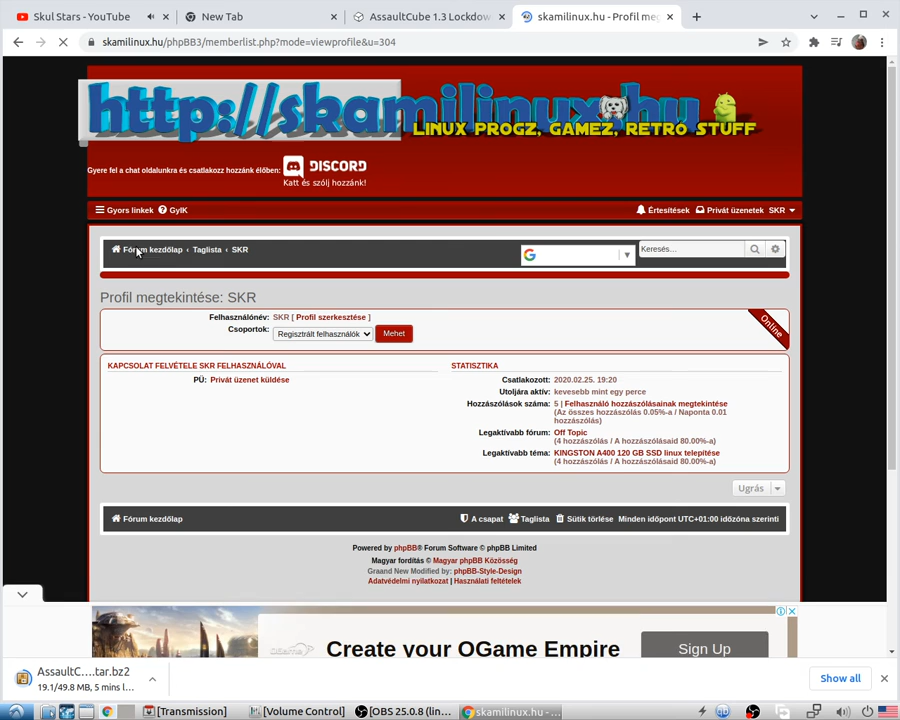 Skul Stars - YouTube
New Tab
AssaultCube 1.3 Lockdow
skamilinux.hu - Profil me
skamilinux.hu/phpBB3/memberlist.php?mode=viewprofile&u=304
http://skamilinux.hu
LINUX PROGZ, GAMEZ, RETRO STUFF
Gyere fel a chat oldalunkra és csatlakozz hozzánk élőben: DISCORD
Katt és szólj hozzánk!
Gyors linkek GyIK Értesítések Privát üzenetek SKR
Fórum kezdőlap ‹ Taglista ‹ SKR
G
Keresés…
Profil megtekintése: SKR
Felhasználónév: SKR [ Profil szerkesztése ]
Csoportok: Regisztrált felhasználók Mehet
Online
KAPCSOLAT FELVÉTELE SKR FELHASZNÁLÓVAL
PÜ: Privát üzenet küldése
STATISZTIKA
Csatlakozott: 2020.02.25. 19:20
Utoljára aktív: kevesebb mint egy perce
Hozzászólások száma: 5 | Felhasználó hozzászólásainak megtekintése
(Az összes hozzászólás 0.05%-a / Naponta 0.01
hozzászólás)
Legaktívabb fórum: Off Topic
(4 hozzászólás / A hozzászólásaid 80.00%-a)
Legaktívabb téma: KINGSTON A400 120 GB SSD linux telepítése
(4 hozzászólás / A hozzászólásaid 80.00%-a)
Ugrás
Fórum kezdőlap A csapat Taglista Sütik törlése Minden időpont UTC+01:00 időzóna szerinti
Powered by phpBB® Forum Software © phpBB Limited
Magyar fordítás © Magyar phpBB Közösség
Graand New Modified by: phpBB-Style-Design
Adatvédelmi nyilatkozat | Használati feltételek
OGame
Create your OGame Empire
Sign Up
AssaultC....tar.bz2
19.1/49.8 MB, 5 mins l...
Show all
[Transmission]
[Volume Control]
[OBS 25.0.8 (lin...
skamilinux.hu - ...